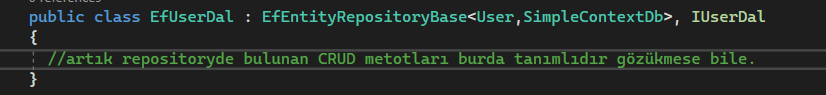 public class EfUserDal : EfEntityRepositoryBase<User,SimpleContextDb>, IUserDal
{
//artık repositoryde bulunan CRUD metotları burda tanımlıdır gözükmese bile.
}